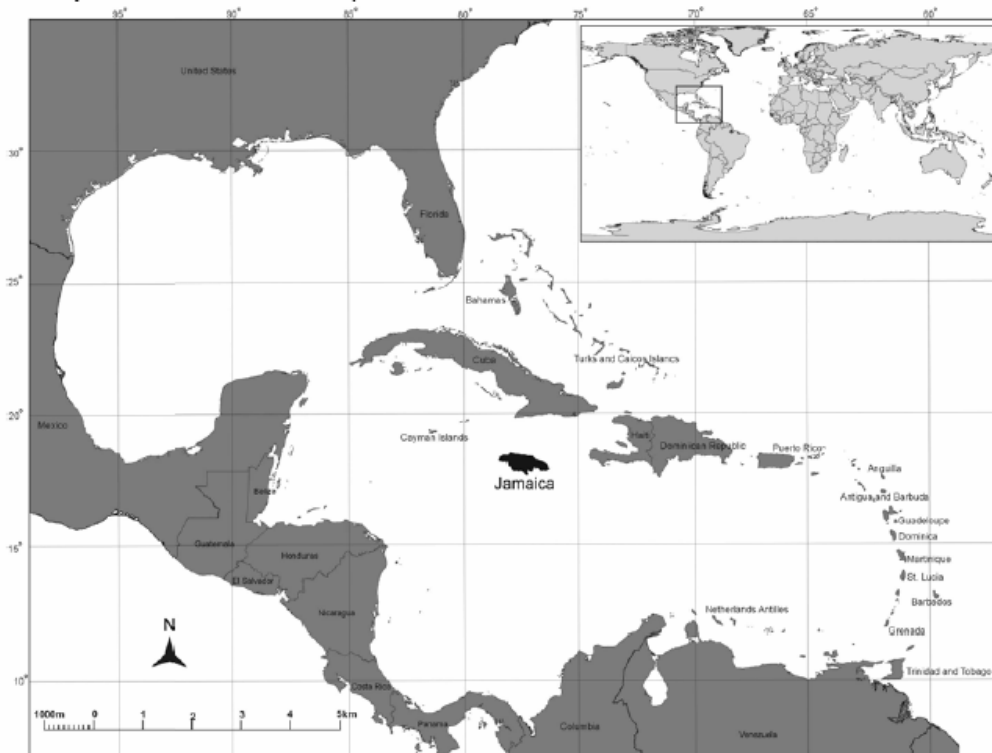 95°
90°
85°
80°
75°
70°
65°
60°
United States
30°
Florida
25°
Bahamas
Turks and Caicos Islancs
Cuba
20°
Mexico
Cayman Islands
Haiti
Dominican Republic
Puerto Rico
Jamaica
Anguilla
Belize
Antigua and Barbuda
Guadeloupe
Guatemala
Honduras
Dominica
15°
Martinique
El Salvador
St. Lucia
Nicaragua
Barbados
Netherlands Antilles
Grenada
N
Costa Rico
Trinidad and Tobago
10°
1000m 0 1 2 3 4 5km
Panama
Columbia
Venezuela